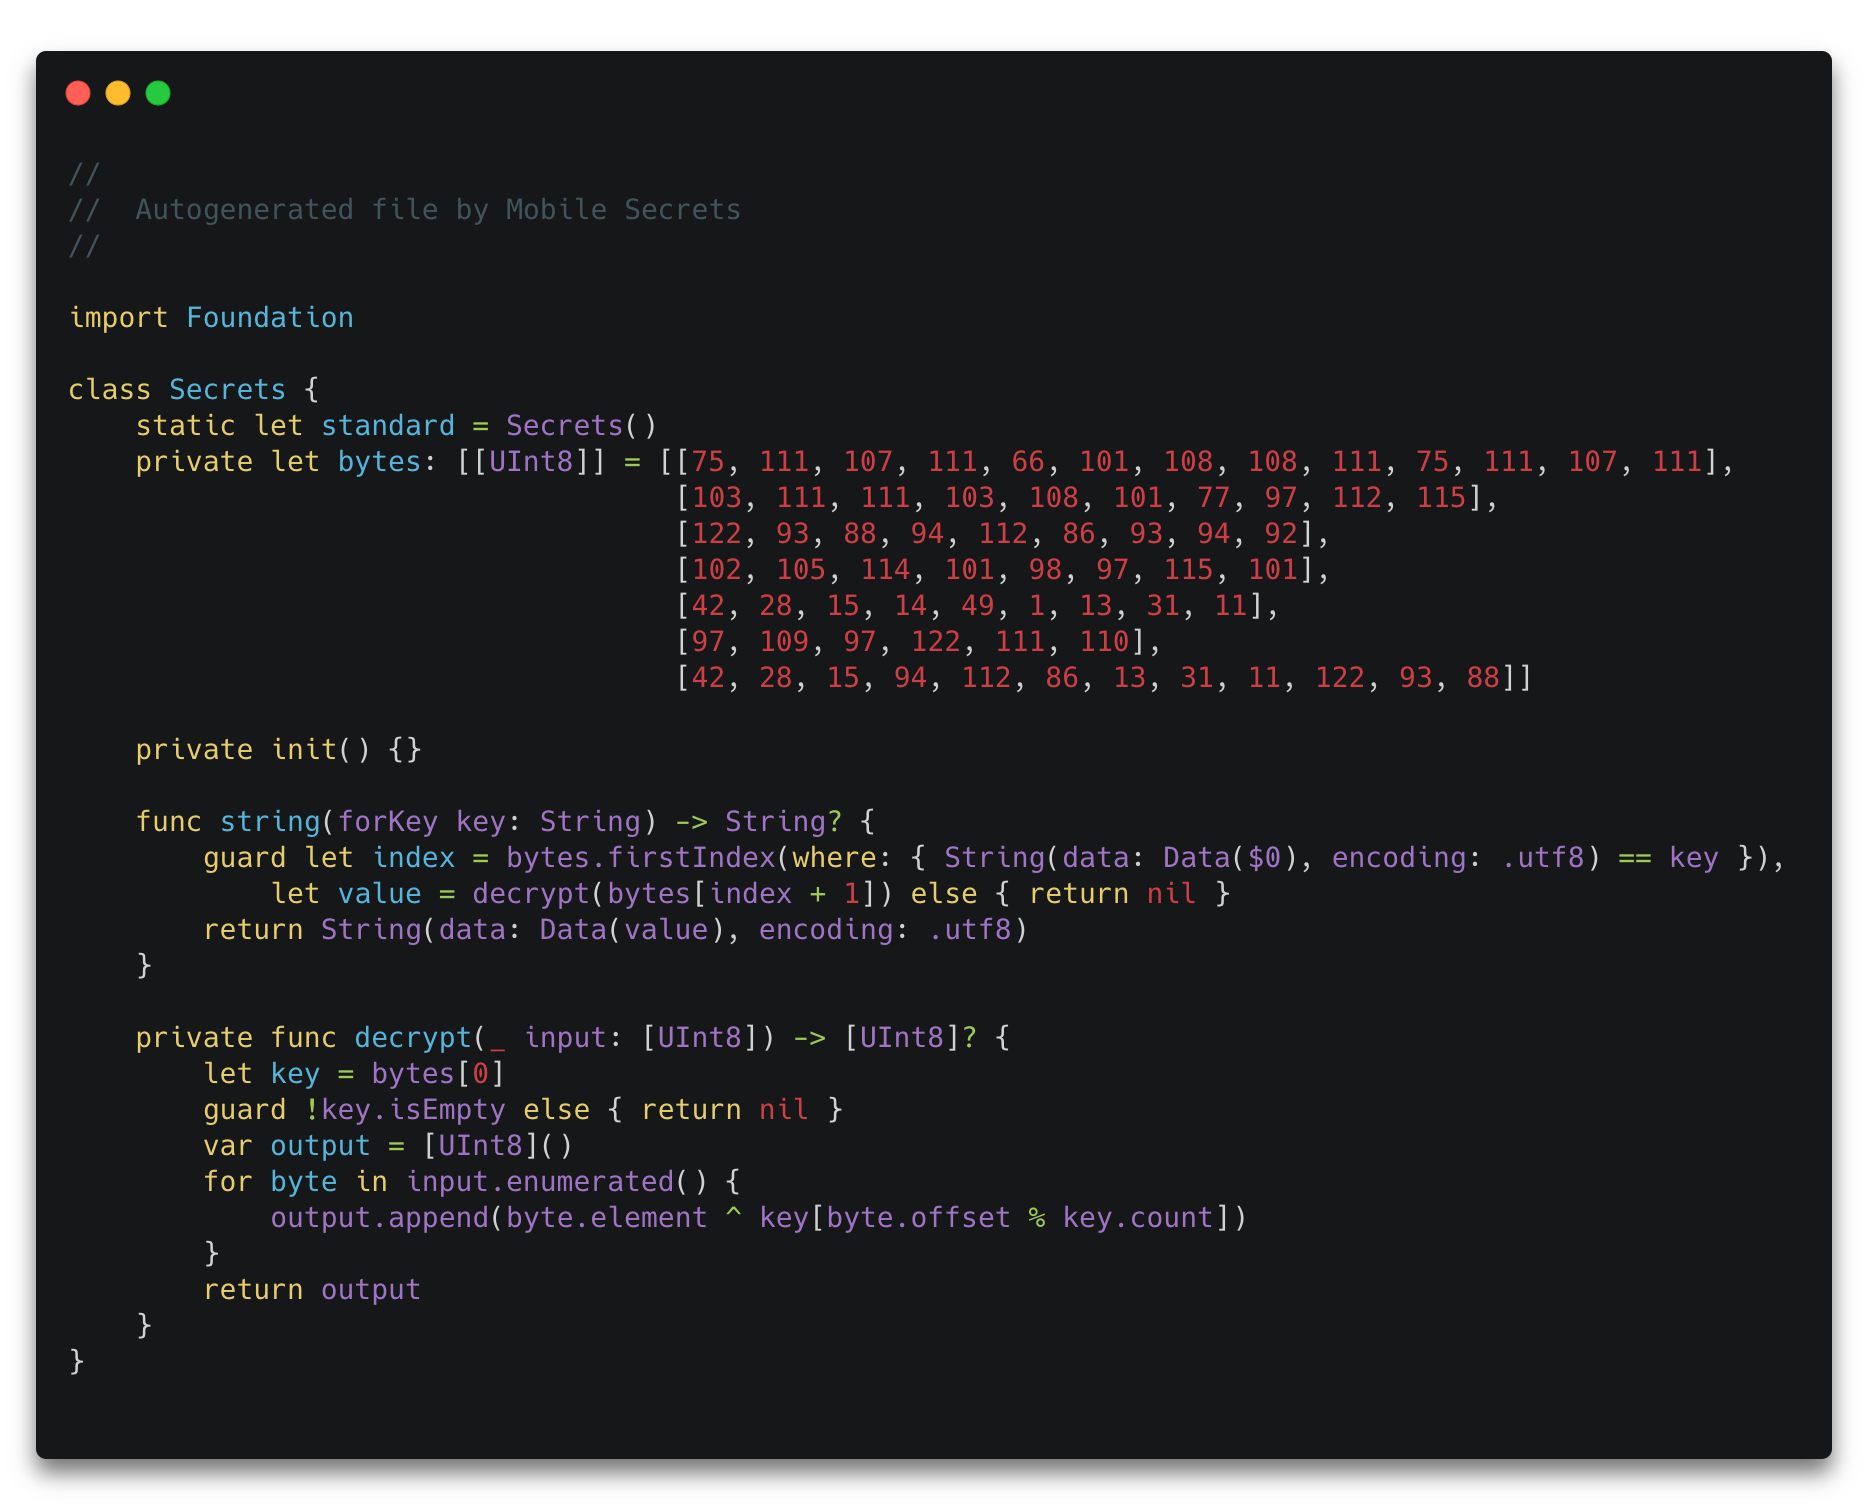 //
//  Autogenerated file by Mobile Secrets
//
import Foundation
class Secrets {
    static let standard = Secrets()
    private let bytes: [[UInt8]] = [[75, 111, 107, 111, 66, 101, 108, 108, 111, 75, 111, 107, 111],
                                    [103, 111, 111, 103, 108, 101, 77, 97, 112, 115],
                                    [122, 93, 88, 94, 112, 86, 93, 94, 92],
                                    [102, 105, 114, 101, 98, 97, 115, 101],
                                    [42, 28, 15, 14, 49, 1, 13, 31, 11],
                                    [97, 109, 97, 122, 111, 110],
                                    [42, 28, 15, 94, 112, 86, 13, 31, 11, 122, 93, 88]]
    private init() {}
    func string(forKey key: String) -> String? {
        guard let index = bytes.firstIndex(where: { String(data: Data($0), encoding: .utf8) == key }),
            let value = decrypt(bytes[index + 1]) else { return nil }
        return String(data: Data(value), encoding: .utf8)
    }
    private func decrypt(_ input: [UInt8]) -> [UInt8]? {
        let key = bytes[0]
        guard !key.isEmpty else { return nil }
        var output = [UInt8]()
        for byte in input.enumerated() {
            output.append(byte.element ^ key[byte.offset % key.count])
        }
        return output
    }
}